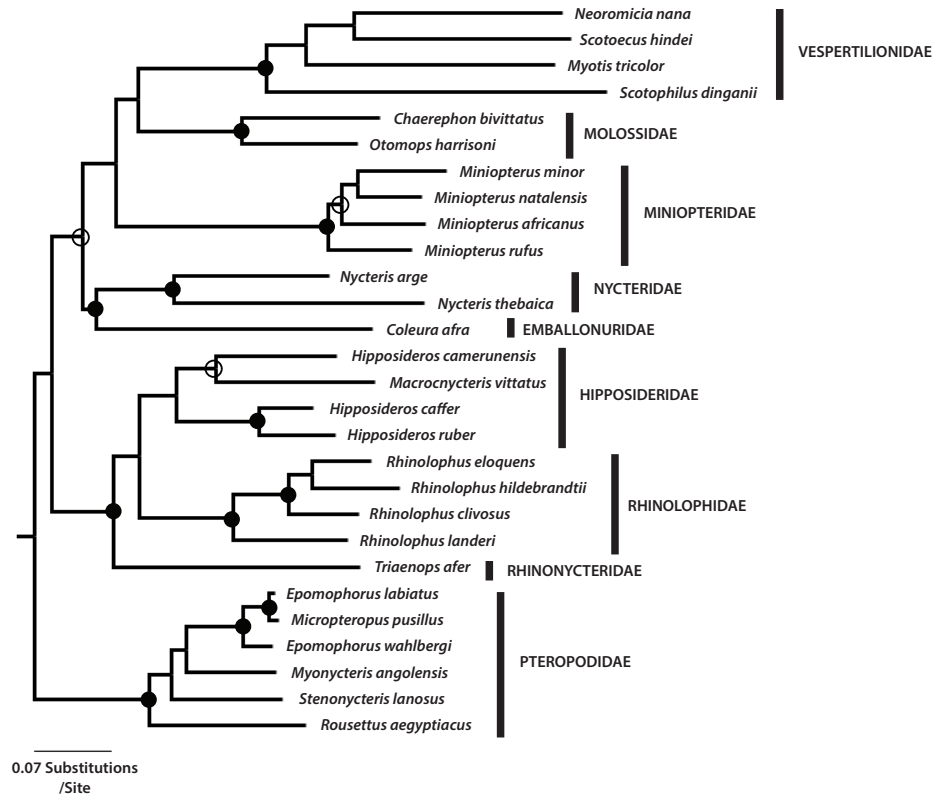 Neoromicia nana
Scotoecus hindei
VESPERTILIONIDAE
Myotis tricolor
Scotophilus dinganii
Chaerephon bivittatus
MOLOSSIDAE
Otomops harrisoni
Miniopterus minor
Miniopterus natalensis
MINIOPTERIDAE
Miniopterus africanus
Miniopterus rufus
Nycteris arge
NYCTERIDAE
Nycteris thebaica
Coleura afra
EMBALLONURIDAE
Hipposideros camerunensis
Macrocnycteris vittatus
HIPPOSIDERIDAE
Hipposideros caffer
Hipposideros ruber
Rhinolophus eloquens
Rhinolophus hildebrandtii
RHINOLOPHIDAE
Rhinolophus clivosus
Rhinolophus landeri
Triaenops afer
RHINONYCTERIDAE
Epomophorus labiatus
Micropteropus pusillus
Epomophorus wahlbergi
PTEROPODIDAE
Myonycteris angolensis
Stenonycteris lanosus
Rousettus aegyptiacus
0.07 Substitutions
/Site